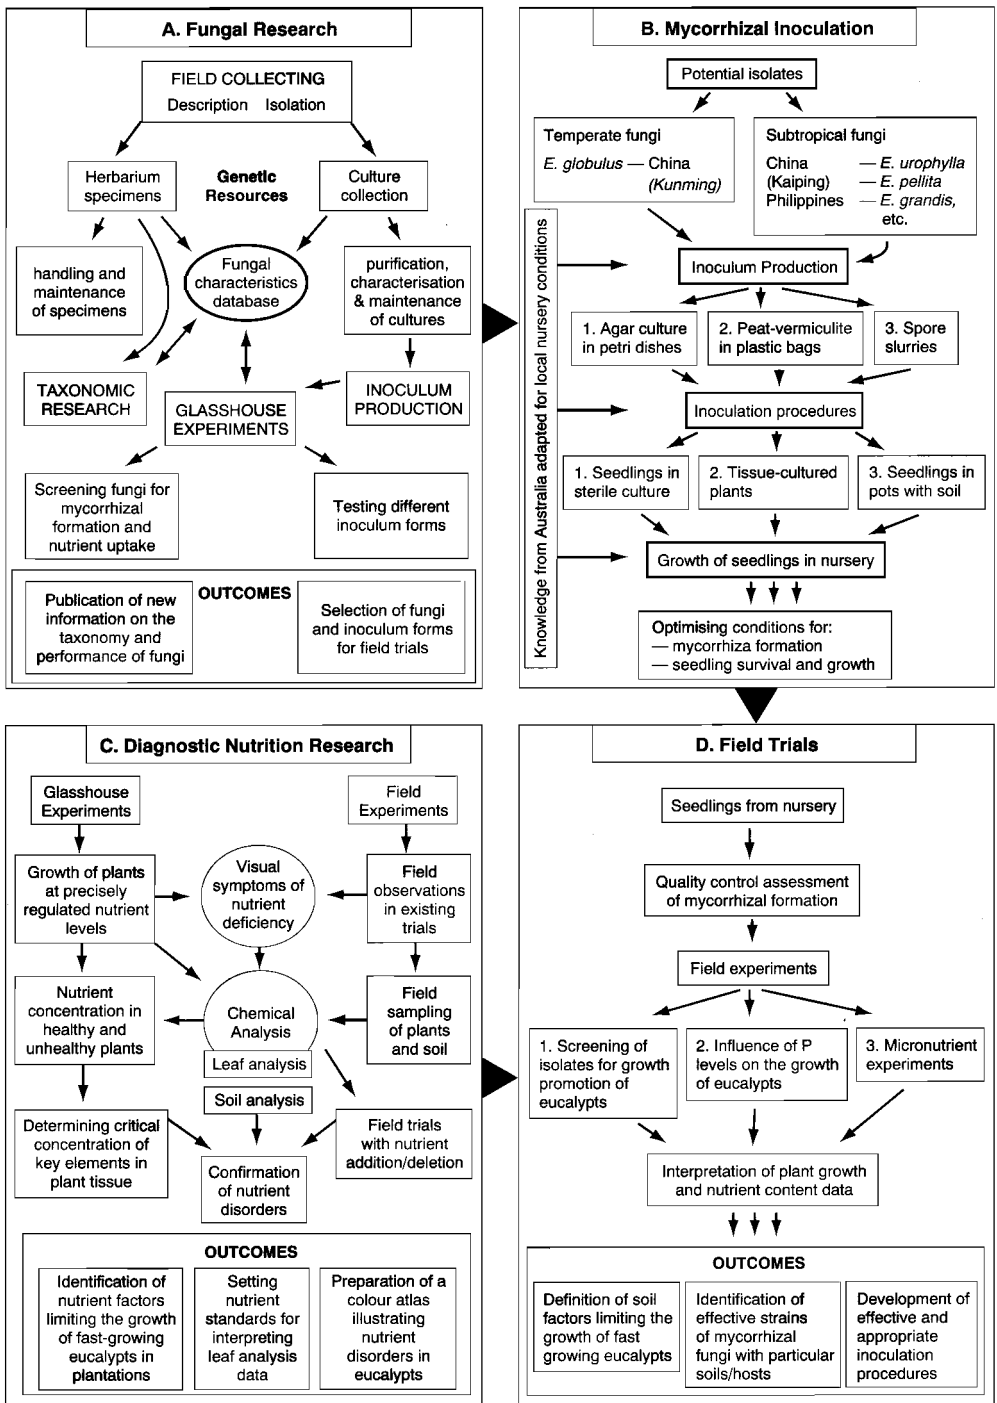 A. Fungal Research
FIELD COLLECTING
Description Isolation
Herbarium
specimens
Genetic
Resources
Culture
collection
handling and
maintenance
of specimens
Fungal
characteristics
database
purification,
characterisation
& maintenance
of cultures
TAXONOMIC
RESEARCH
GLASSHOUSE
EXPERIMENTS
INOCULUM
PRODUCTION
Screening fungi for
mycorrhizal
formation and
nutrient uptake
Testing different
inoculum forms
OUTCOMES
Publication of new
information on the
taxonomy and
performance of fungi
Selection of fungi
and inoculum forms
for field trials
B. Mycorrhizal Inoculation
Potential isolates
Temperate fungi
E. globulus — China
(Kunming)
Subtropical fungi
China — E. urophylla
(Kaiping) — E. pellita
Philippines — E. grandis,
etc.
Knowledge from Australia adapted for local nursery conditions
Inoculum Production
1. Agar culture
in petri dishes
2. Peat-vermiculite
in plastic bags
3. Spore
slurries
Inoculation procedures
1. Seedlings in
sterile culture
2. Tissue-cultured
plants
3. Seedlings in
pots with soil
Growth of seedlings in nursery
Optimising conditions for:
— mycorrhiza formation
— seedling survival and growth
C. Diagnostic Nutrition Research
Glasshouse
Experiments
Field
Experiments
Growth of plants
at precisely
regulated nutrient
levels
Visual
symptoms of
nutrient
deficiency
Field
observations
in existing
trials
Nutrient
concentration in
healthy and
unhealthy plants
Chemical
Analysis
Leaf analysis
Soil analysis
Field
sampling
of plants
and soil
Determining critical
concentration of
key elements in
plant tissue
Confirmation
of nutrient
disorders
Field trials
with nutrient
addition/deletion
OUTCOMES
Identification of
nutrient factors
limiting the growth
of fast-growing
eucalypts in
plantations
Setting
nutrient
standards for
interpreting
leaf analysis
data
Preparation of a
colour atlas
illustrating
nutrient
disorders in
eucalypts
D. Field Trials
Seedlings from nursery
Quality control assessment
of mycorrhizal formation
Field experiments
1. Screening of
isolates for growth
promotion of
eucalypts
2. Influence of P
levels on the growth
of eucalypts
3. Micronutrient
experiments
Interpretation of plant growth
and nutrient content data
OUTCOMES
Definition of soil
factors limiting the
growth of fast
growing eucalypts
Identification of
effective strains
of mycorrhizal
fungi with particular
soils/hosts
Development of
effective and
appropriate
inoculation
procedures